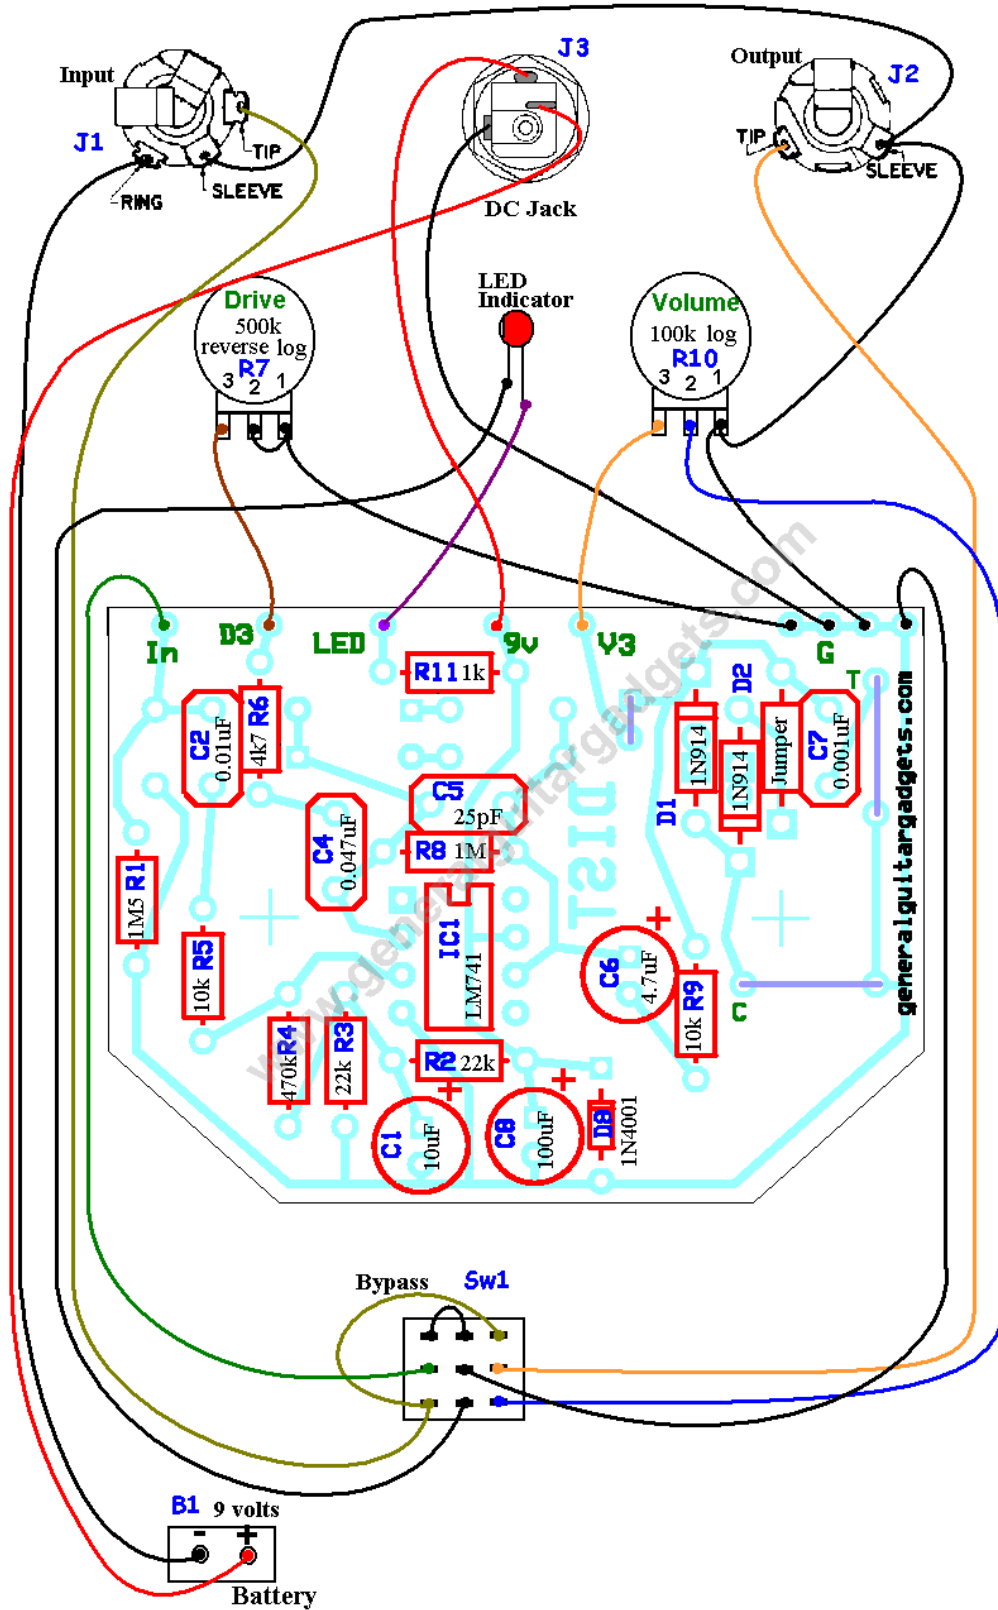 J3
Input
Output
J2
J1
TIP
TIP
SLEEVE
RING
SLEEVE
DC Jack
LED
Indicator
Drive
500k
reverse log
R7
3 2 1
Volume
100k log
R10
3 2 1
In
D3
LED
9v
V3
G
T
R11 1k
C2 0.01uF
R6 4k7
D2
1N914
1N914
Jumper
C7 0.001uF
D1
C5
25pF
C4 0.047uF
R8 1M
DIST
R1 1M5
R5 10k
IC1
LM741
+
C6 4.7uF
R9 10k
C
R4 470k
R3 22k
R2 22k
+
+
C1 10uF
C8 100uF
D8 1N4001
generalguitargadgets.com
www.generalguitargadgets.com
Bypass
Sw1
B1 9 volts
- +
Battery